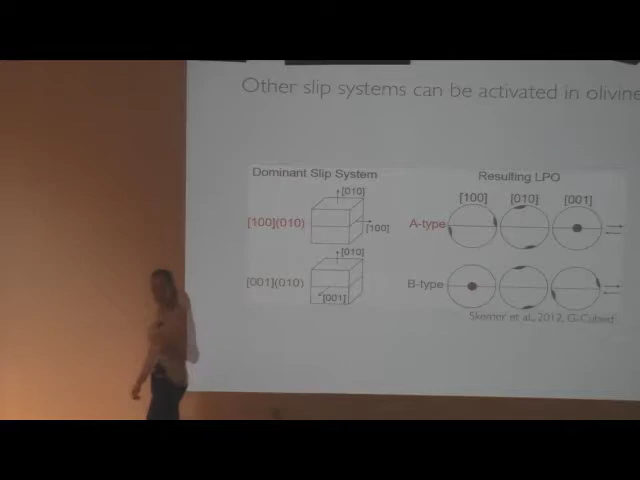 Other slip systems can be activated in olivine
Dominant Slip System
Resulting LPO
[010]
[100] [010] [001]
[100](010)
[100]
A-type
[010]
[001](010)
[001]
B-type
Skemer et al., 2012, G-Cubed